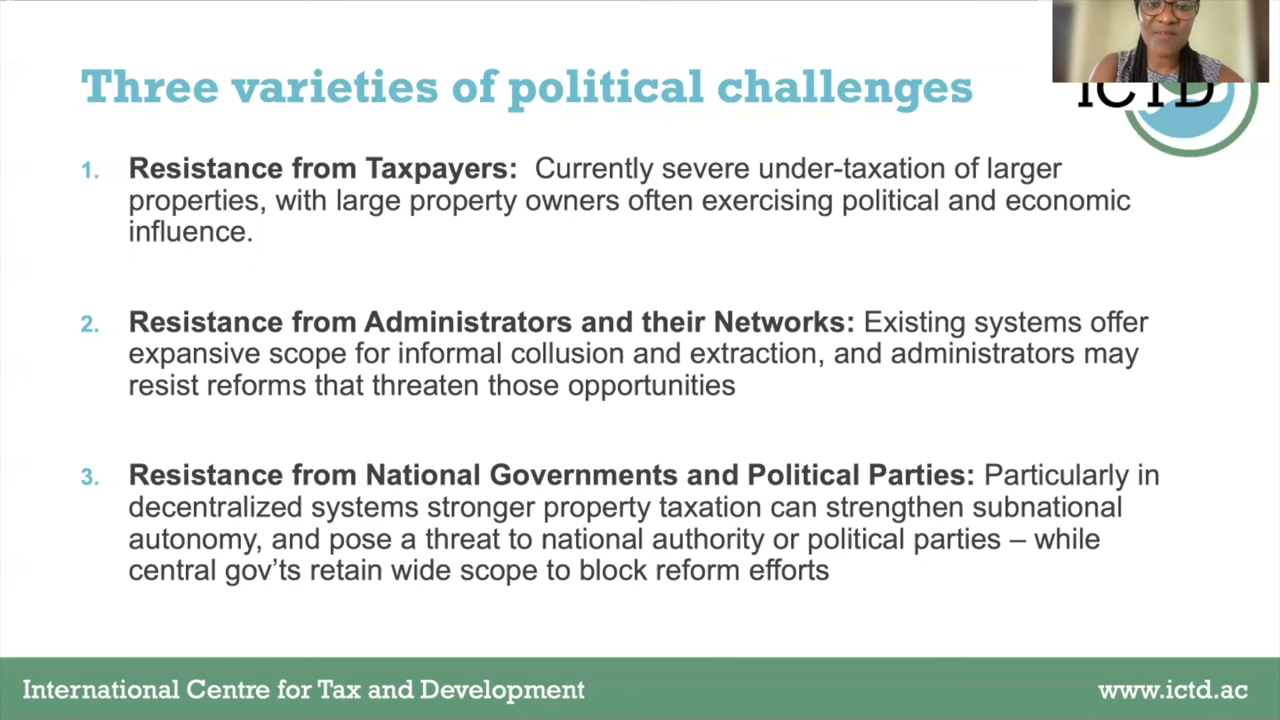 Three varieties of political challenges
ICTD
1. Resistance from Taxpayers: Currently severe under-taxation of larger
properties, with large property owners often exercising political and economic
influence.
2. Resistance from Administrators and their Networks: Existing systems offer
expansive scope for informal collusion and extraction, and administrators may
resist reforms that threaten those opportunities
3. Resistance from National Governments and Political Parties: Particularly in
decentralized systems stronger property taxation can strengthen subnational
autonomy, and pose a threat to national authority or political parties – while
central gov'ts retain wide scope to block reform efforts
International Centre for Tax and Development
www.ictd.ac